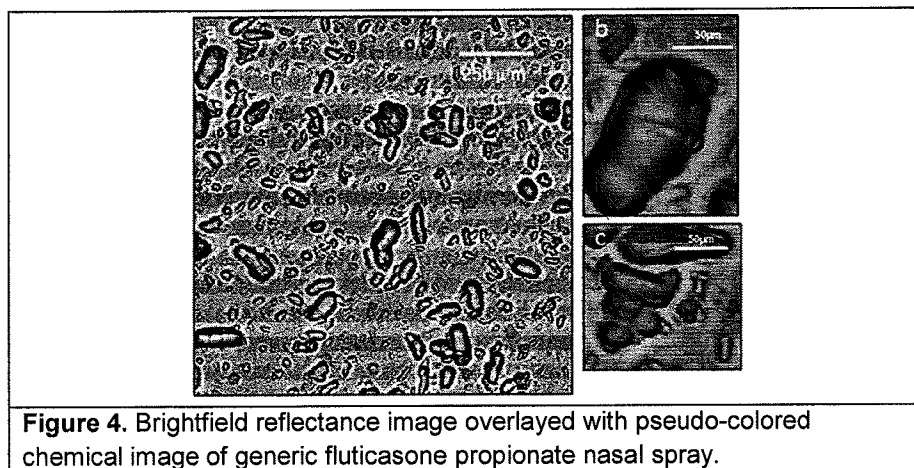 a
250 µm
b
50µm
c
50µm
Figure 4. Brightfield reflectance image overlayed with pseudo-colored
chemical image of generic fluticasone propionate nasal spray.